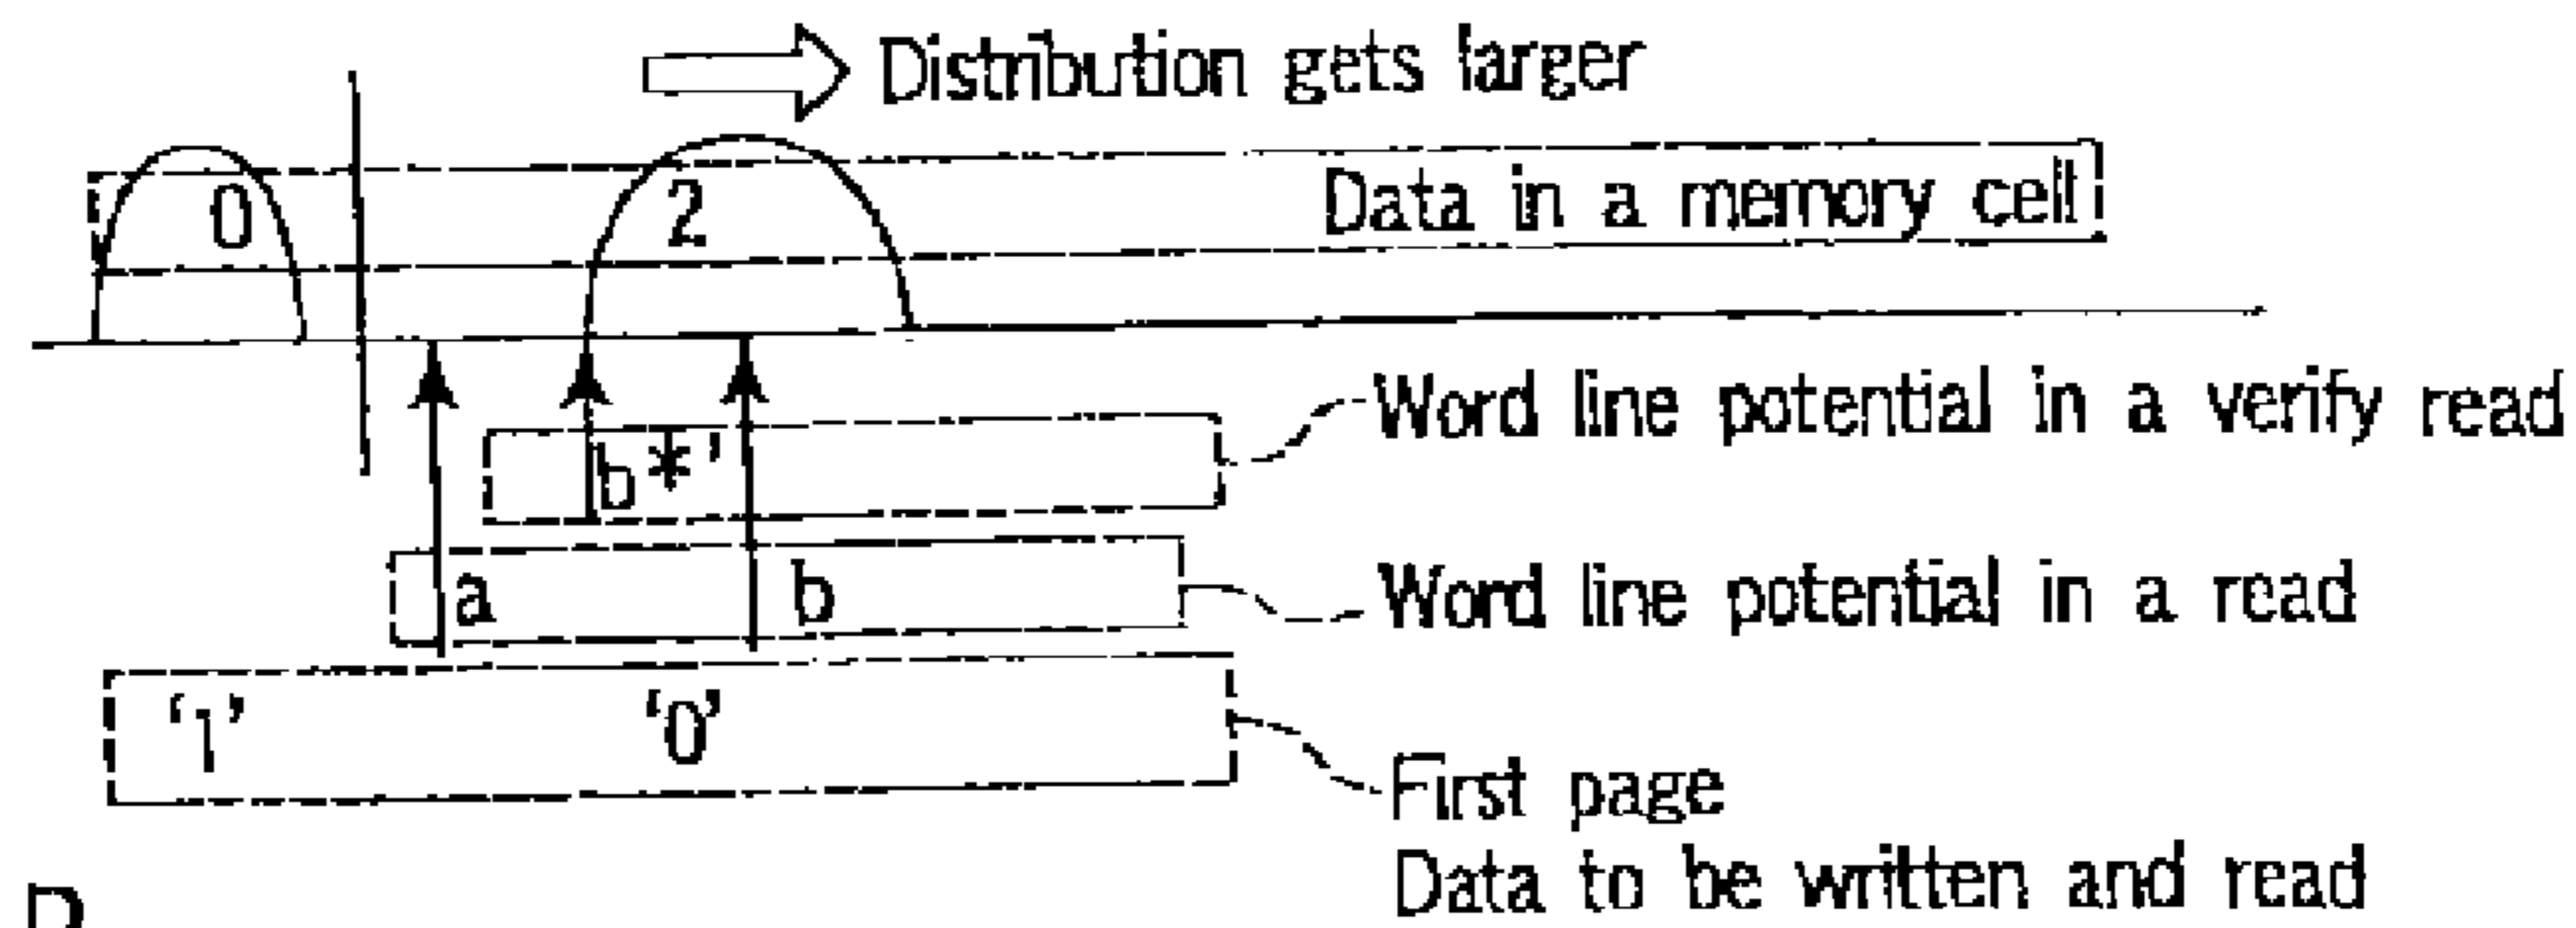 Distribution gets larger
0 2 Data in a memory cell
b*' Word line potential in a verify read
a b Word line potential in a read
'1' '0'
First page
Data to be written and read